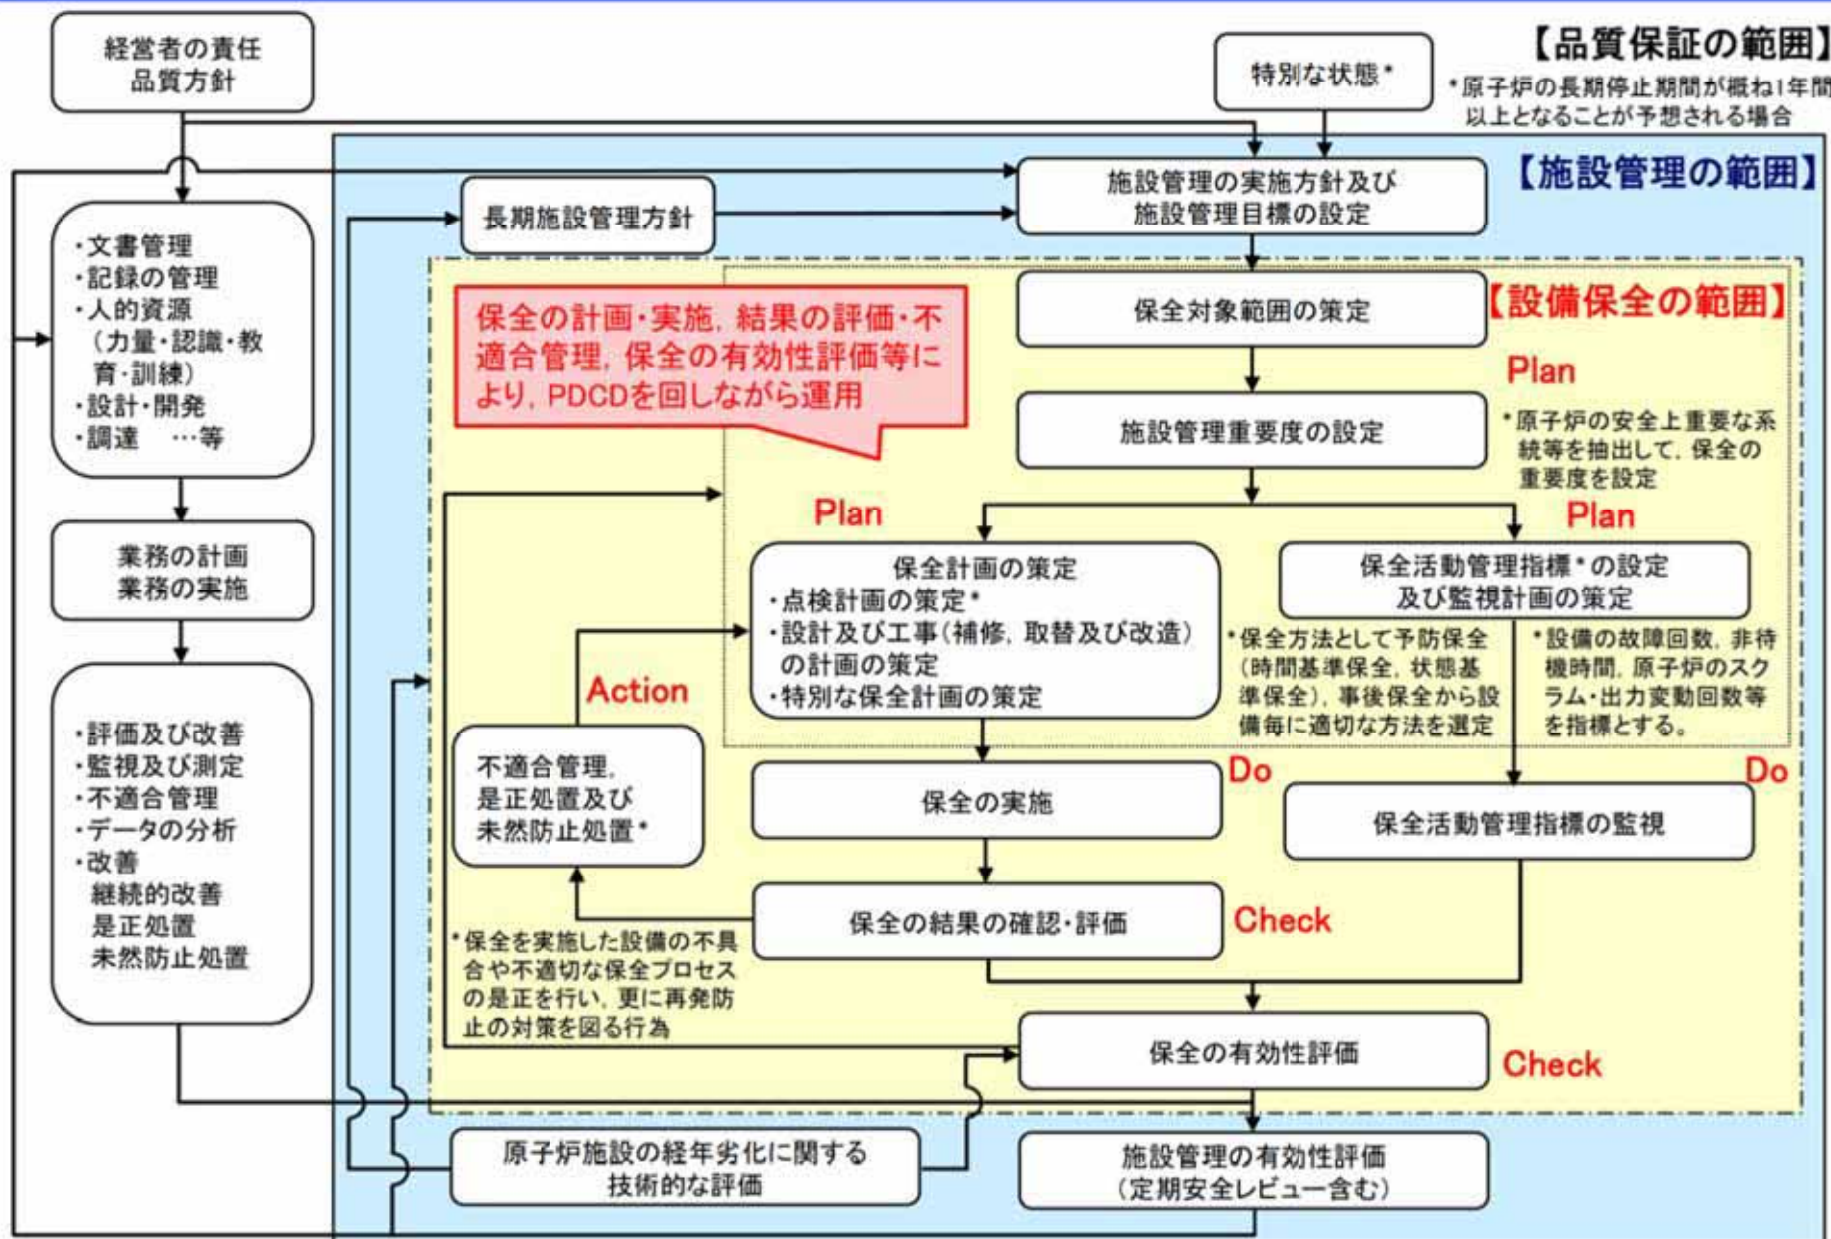 経営者の責任
品質方針
特別な状態*
【品質保証の範囲】
*原子炉の長期停止期間が概ね1年間
以上となることが予想される場合
【施設管理の範囲】
施設管理の実施方針及び
施設管理目標の設定
長期施設管理方針
・文書管理
・記録の管理
・人的資源
(力量・認識・教
育・訓練)
・設計・開発
・調達 …等
保全の計画・実施，結果の評価・不
適合管理，保全の有効性評価等に
より，PDCDを回しながら運用
保全対象範囲の策定
【設備保全の範囲】
Plan
施設管理重要度の設定
*原子炉の安全上重要な系
統等を抽出して，保全の
重要度を設定
Plan
Plan
業務の計画
業務の実施
保全計画の策定
・点検計画の策定*
・設計及び工事(補修，取替及び改造)
の計画の策定
・特別な保全計画の策定
保全活動管理指標*の設定
及び監視計画の策定
*保全方法として予防保全
(時間基準保全，状態基
準保全)，事後保全から設
備毎に適切な方法を選定
*設備の故障回数，非待
機時間，原子炉のスク
ラム・出力変動回数等
を指標とする。
Action
・評価及び改善
・監視及び測定
・不適合管理
・データの分析
・改善
継続的改善
是正処置
未然防止処置
不適合管理，
是正処置及び
未然防止処置*
Do
保全の実施
Do
保全活動管理指標の監視
保全の結果の確認・評価
Check
*保全を実施した設備の不具
合や不適切な保全プロセス
の是正を行い，更に再発防
止の対策を図る行為
保全の有効性評価
Check
原子炉施設の経年劣化に関する
技術的な評価
施設管理の有効性評価
(定期安全レビュー含む)